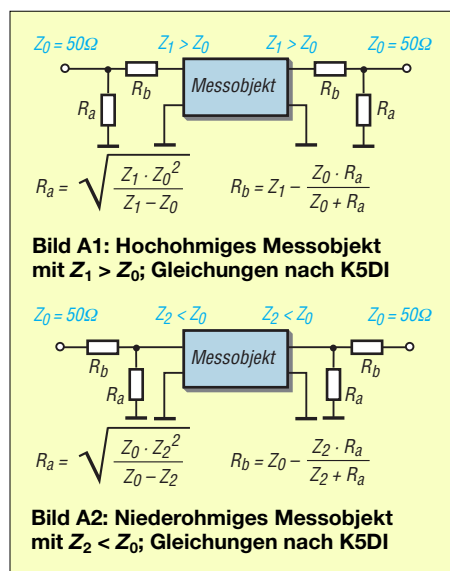 Z0 = 50Ω Z1 > Z0 Z1 > Z0 Z0 = 50Ω
Rb Messobjekt Rb
Ra Ra
Ra = √(Z1 · Z0² / (Z1 – Z0)) Rb = Z1 – (Z0 · Ra) / (Z0 + Ra)
Bild A1: Hochohmiges Messobjekt
mit Z1 > Z0; Gleichungen nach K5DI
Z0 = 50Ω Z2 < Z0 Z2 < Z0 Z0 = 50Ω
Rb Messobjekt Rb
Ra Ra
Ra = √(Z0 · Z2² / (Z0 – Z2)) Rb = Z0 – (Z2 · Ra) / (Z2 + Ra)
Bild A2: Niederohmiges Messobjekt
mit Z2 < Z0; Gleichungen nach K5DI